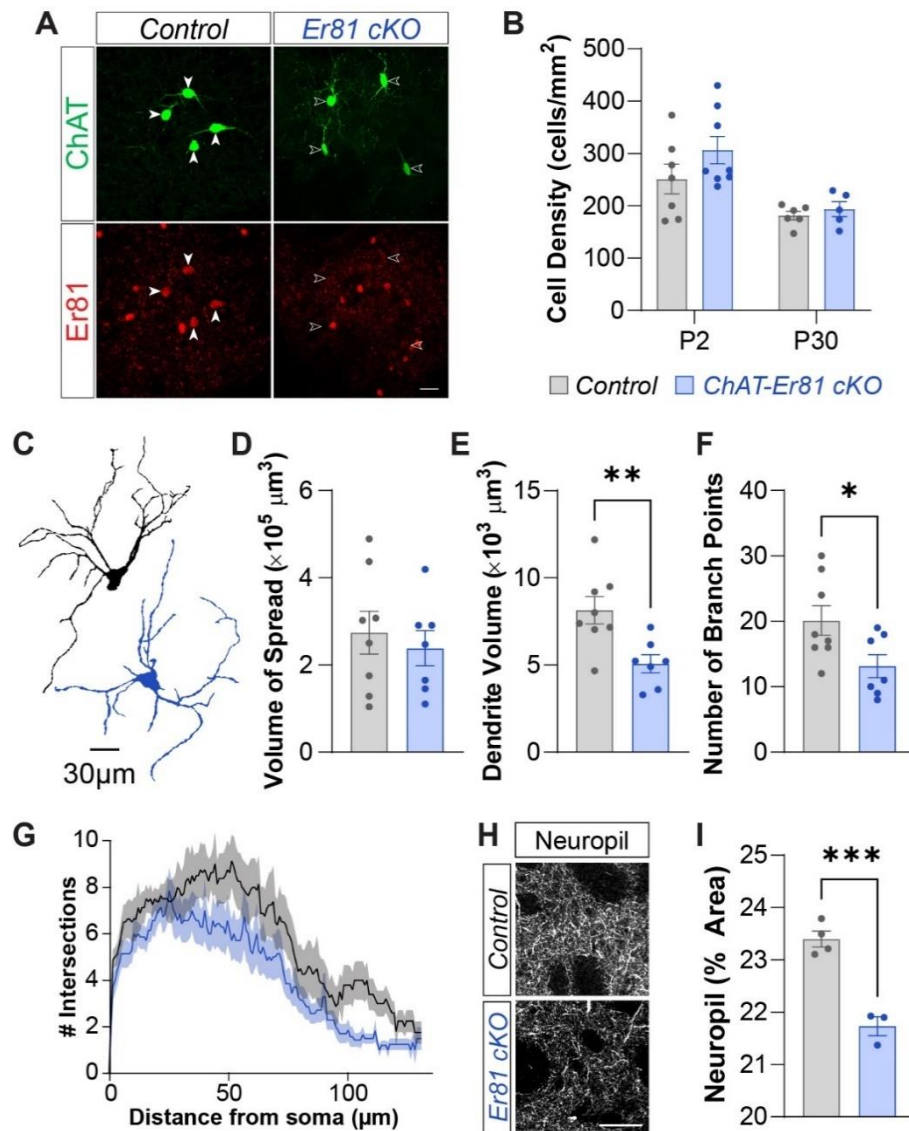 A
Control
Er81 cKO
ChAT
Er81
B
Cell Density (cells/mm²)
500
400
300
200
100
0
P2
P30
Control
ChAT-Er81 cKO
C
30µm
D
Volume of Spread (×10⁵ µm³)
6
4
2
0
E
Dendrite Volume (×10³ µm³)
15
10
5
0
**
F
Number of Branch Points
40
30
20
10
0
*
G
# Intersections
10
8
6
4
2
0
0
50
100
Distance from soma (µm)
H
Neuropil
Control
Er81 cKO
I
Neuropil (% Area)
25
24
23
22
21
20
***